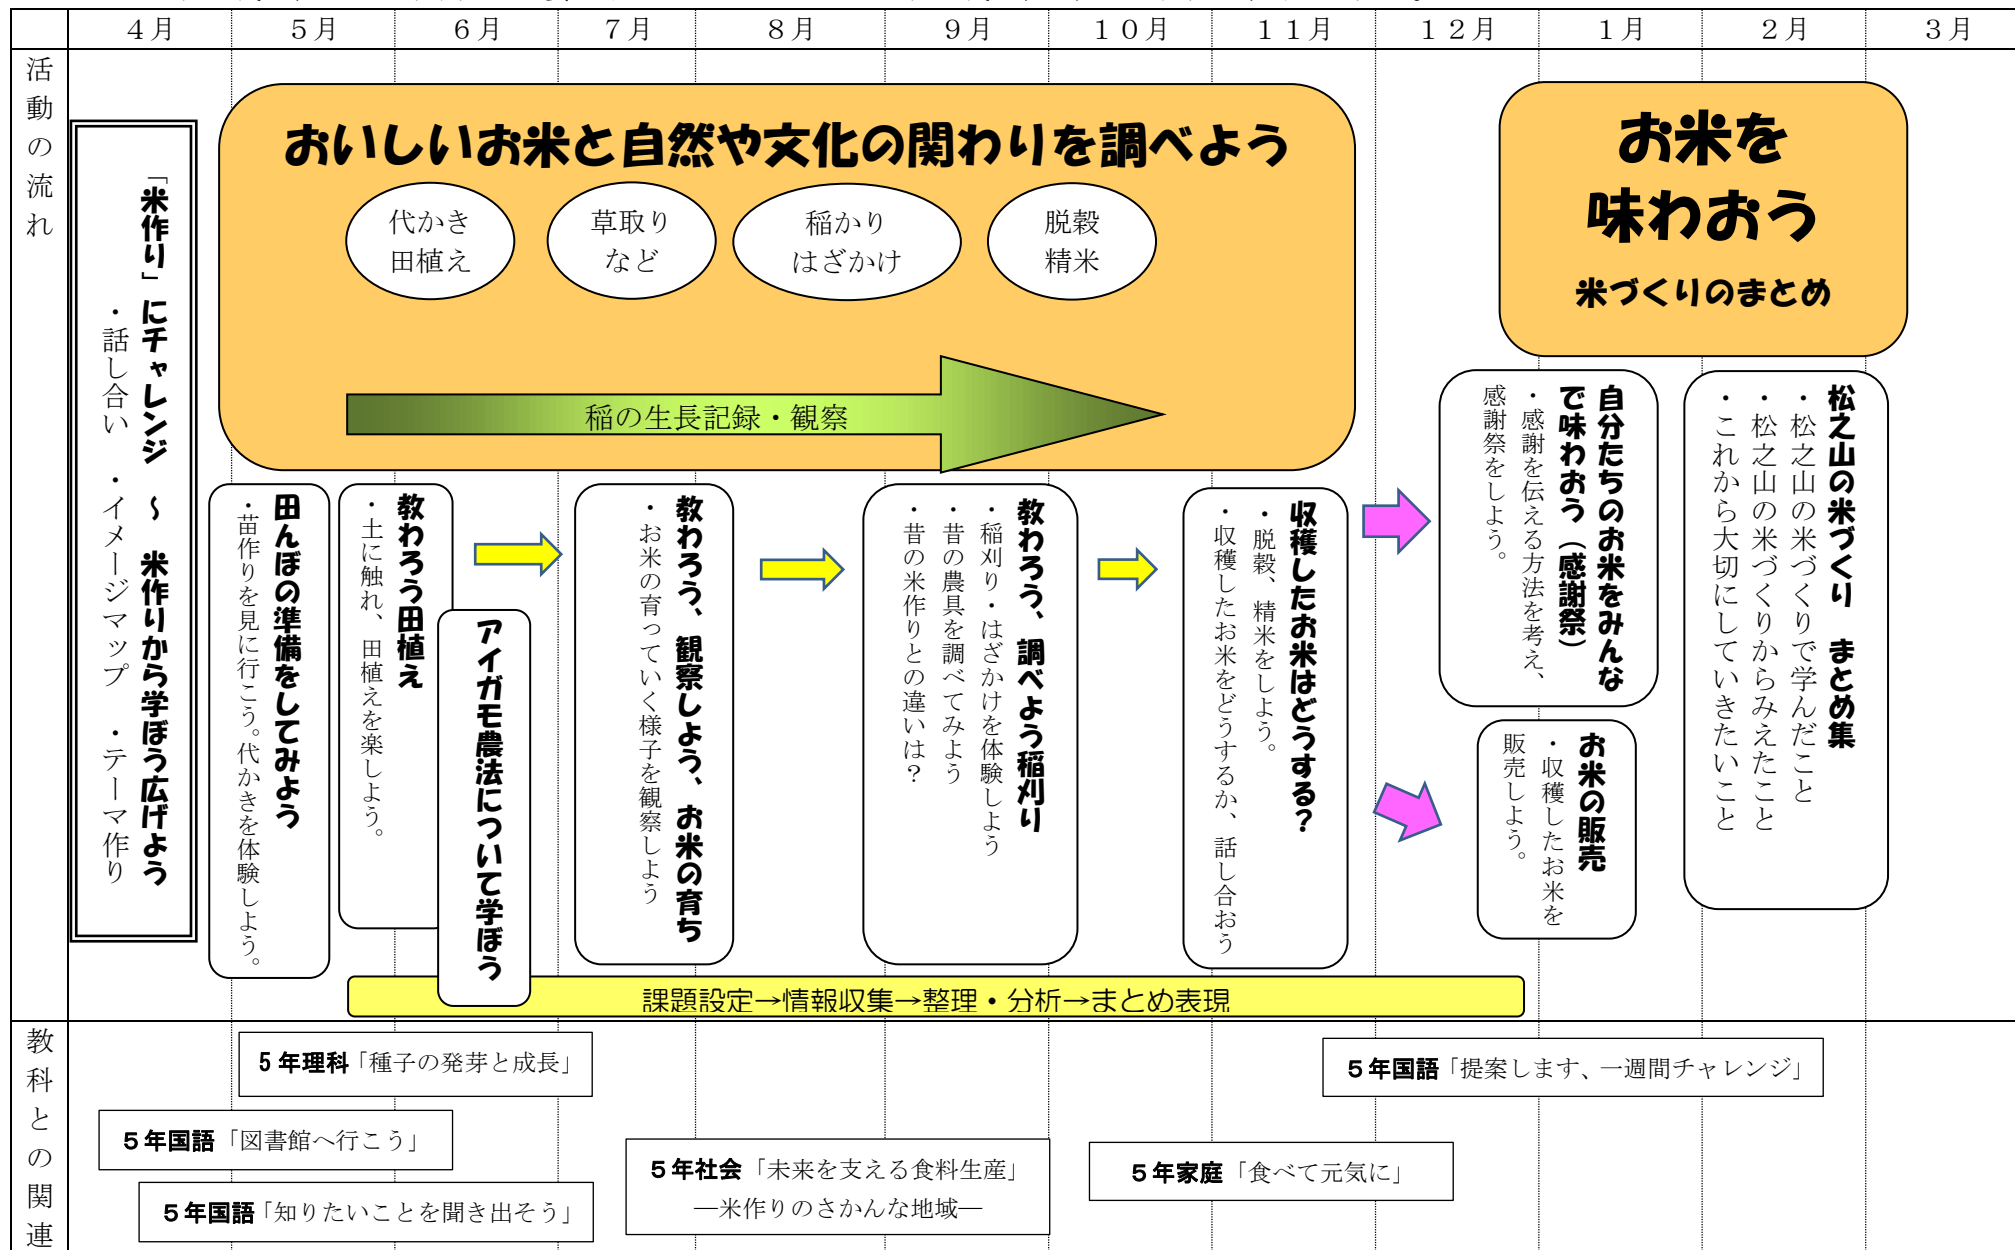 4月 5月 6月 7月 8月 9月 10月 11月 12月 1月 2月 3月
活動の流れ
「米作り」にチャレンジ ~ 米作りから学ぼう広げよう
・話し合い ・イメージマップ ・テーマ作り
おいしいお米と自然や文化の関わりを調べよう
代かき
田植え
草取り
など
稲かり
はざかけ
脱穀
精米
稲の生長記録・観察
お米を
味わおう
米づくりのまとめ
田んぼの準備をしてみよう
・苗作りを見に行こう。代かきを体験しよう。
教わろう田植え
・土に触れ、田植えを楽しもう。
アイガモ農法について学ぼう
教わろう、観察しよう、お米の育ち
・お米の育っていく様子を観察しよう
教わろう、調べよう稲刈り
・稲刈り・はざかけを体験しよう
・昔の農具を調べてみよう
・昔の米作りとの違いは?
収穫したお米はどうする?
・脱穀、精米をしよう。
・収穫したお米をどうするか、話し合おう
自分たちのお米をみんな
で味わおう(感謝祭)
・感謝を伝える方法を考え、
感謝祭をしよう。
お米の販売
・収穫したお米を
販売しよう。
松之山の米づくり まとめ集
・松之山の米づくりで学んだこと
・松之山の米づくりからみえたこと
・これから大切にしていきたいこと
課題設定→情報収集→整理・分析→まとめ表現
教科との関連
5年理科「種子の発芽と成長」
5年国語「提案します、一週間チャレンジ」
5年国語「図書館へ行こう」
5年社会「未来を支える食料生産」
―米作りのさかんな地域―
5年家庭「食べて元気に」
5年国語「知りたいことを聞き出そう」